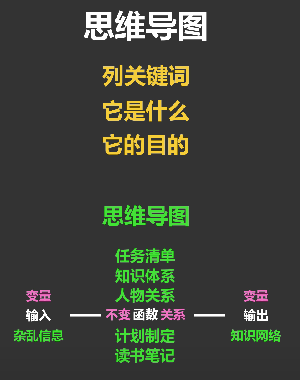 思维导图
列关键词
它是什么
它的目的
思维导图
任务清单
知识体系
变量 人物关系 变量
输入 不变 函数 关系 输出
杂乱信息 计划制定 知识网络
读书笔记